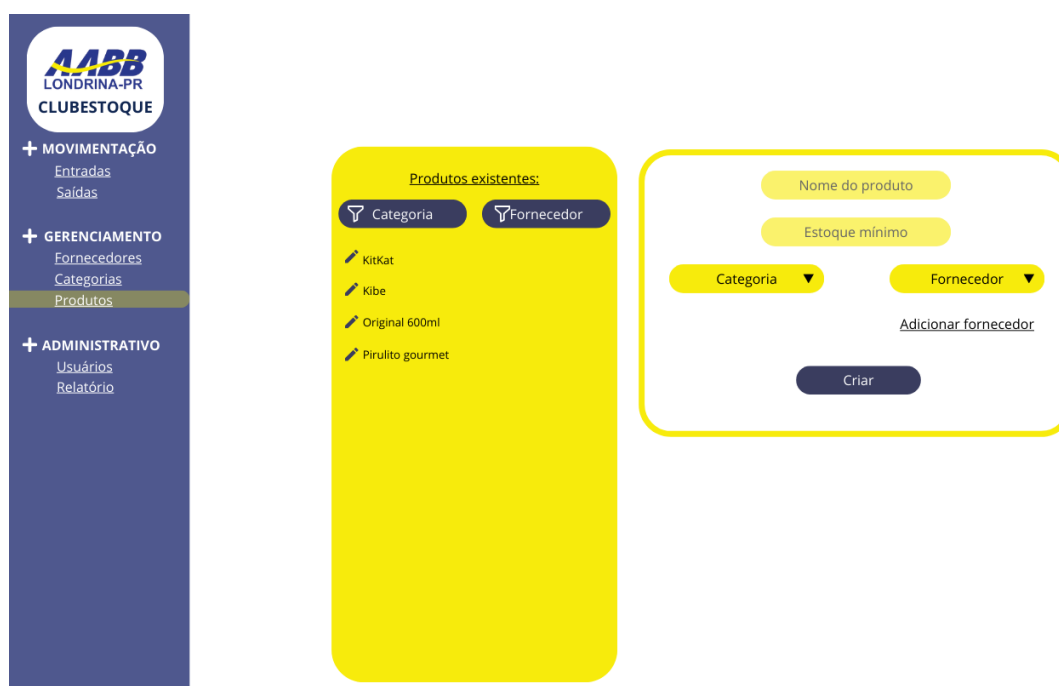 AABB
LONDRINA-PR
CLUBESTOQUE
MOVIMENTAÇÃO
Entradas
Saídas
GERENCIAMENTO
Fornecedores
Categorias
Produtos
ADMINISTRATIVO
Usuários
Relatório
Produtos existentes:
Categoria Fornecedor
KitKat
Kibe
Original 600ml
Pirulito gourmet
Nome do produto
Estoque mínimo
Categoria Fornecedor
Adicionar fornecedor
Criar